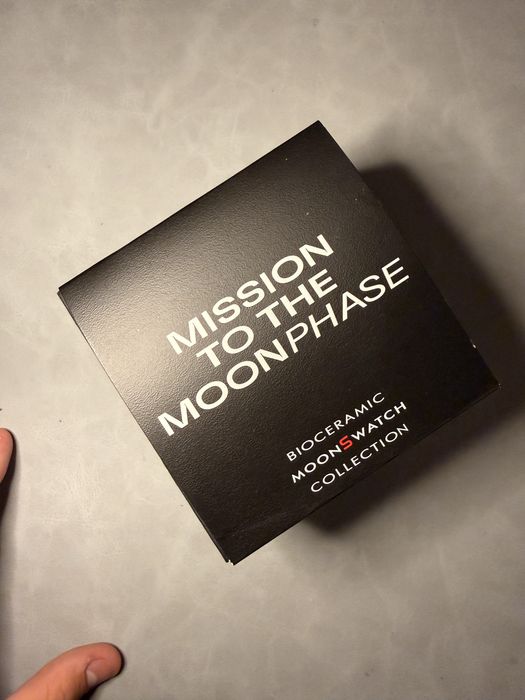 MISSION
TO THE
MOONPHASE
BIOCERAMIC
MOONSWATCH
COLLECTION